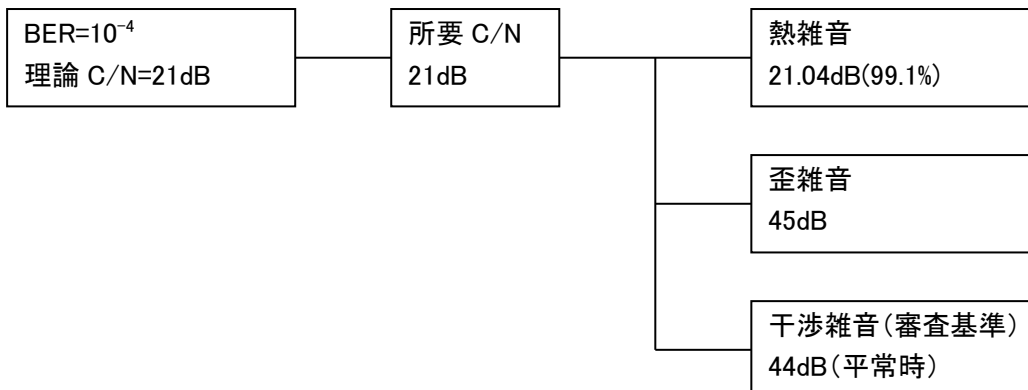 BER=10⁻⁴
理論 C/N=21dB
所要 C/N
21dB
熱雑音
21.04dB(99.1%)
歪雑音
45dB
干渉雑音(審査基準)
44dB(平常時)